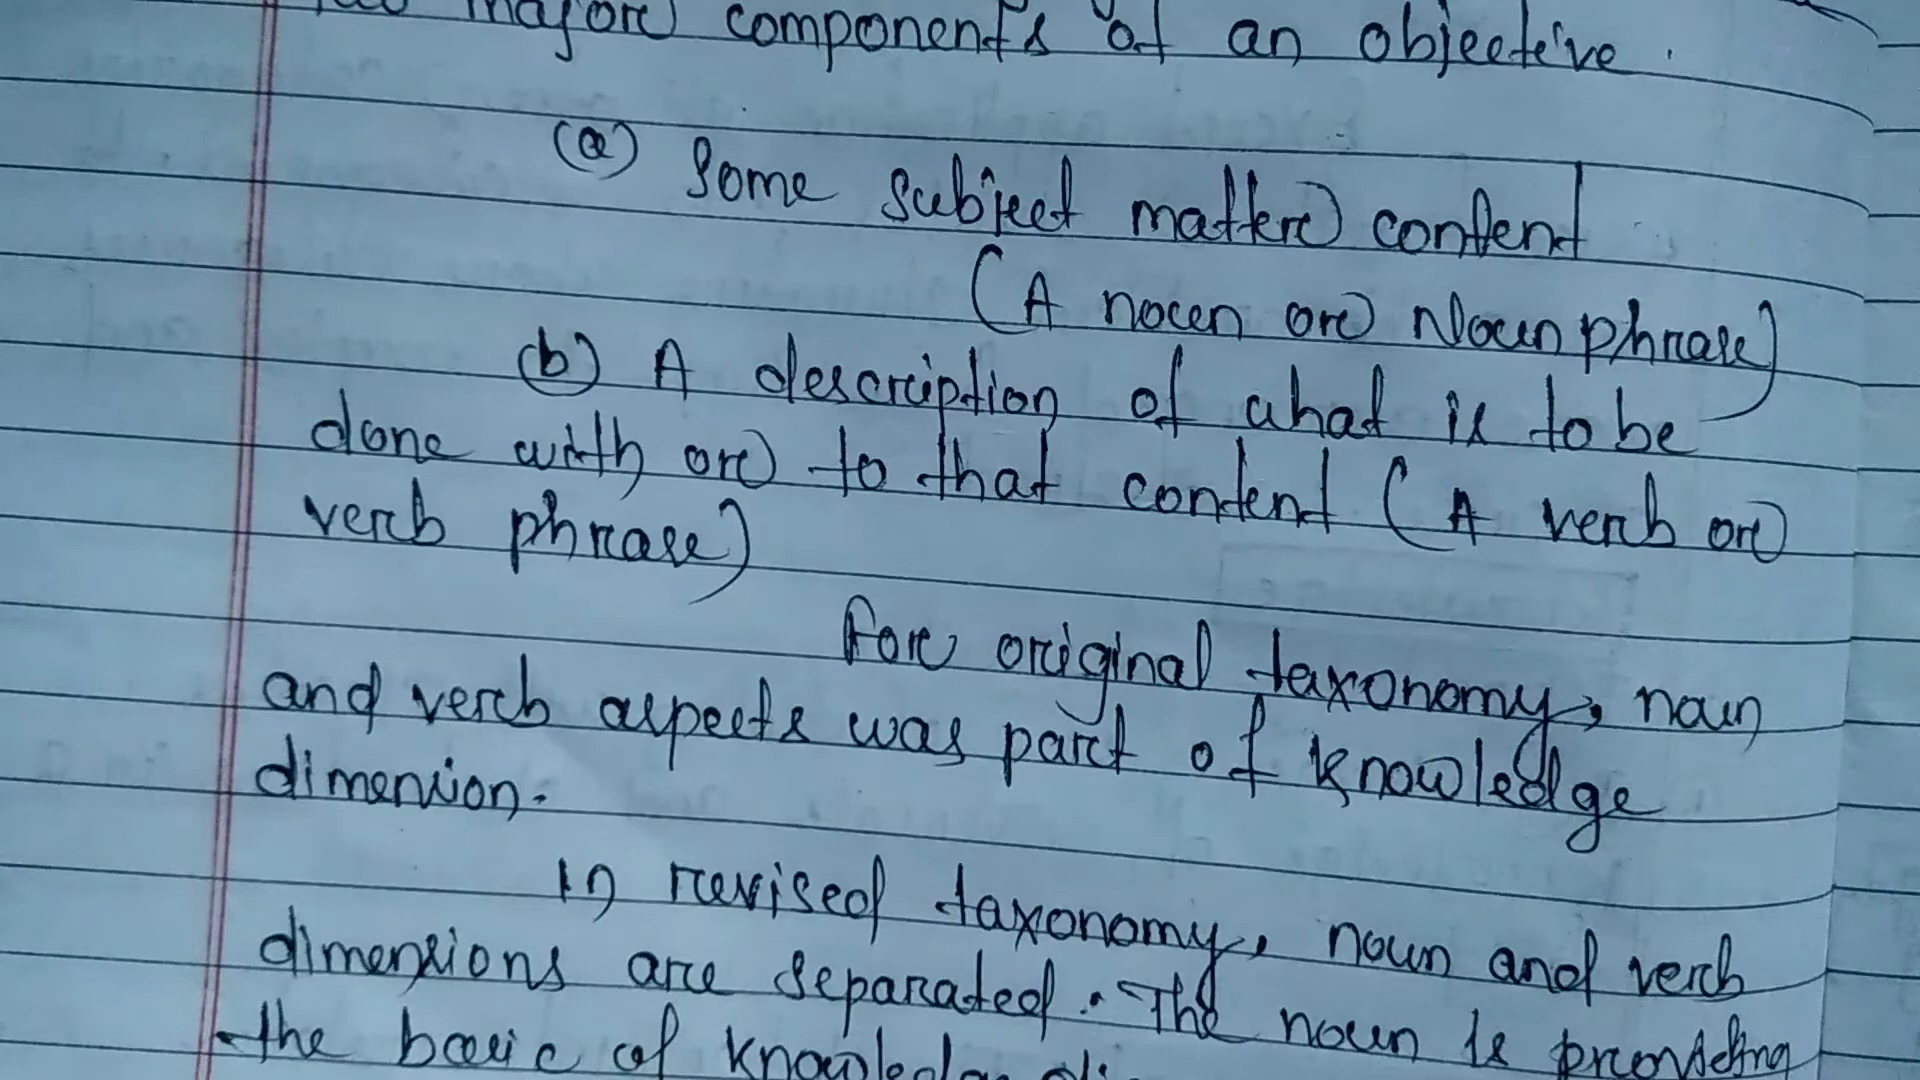 major components of an objective.
(a) Some subject matter content
(A noun or Noun phrase)
(b) A description of what is to be
done with or to that content (A verb or
verb phrase)
For original taxonomy, noun
and verb aspects was part of knowledge
dimension.
In revised taxonomy, noun and verb
dimensions are separated. The noun is providing
the basic of knowledge